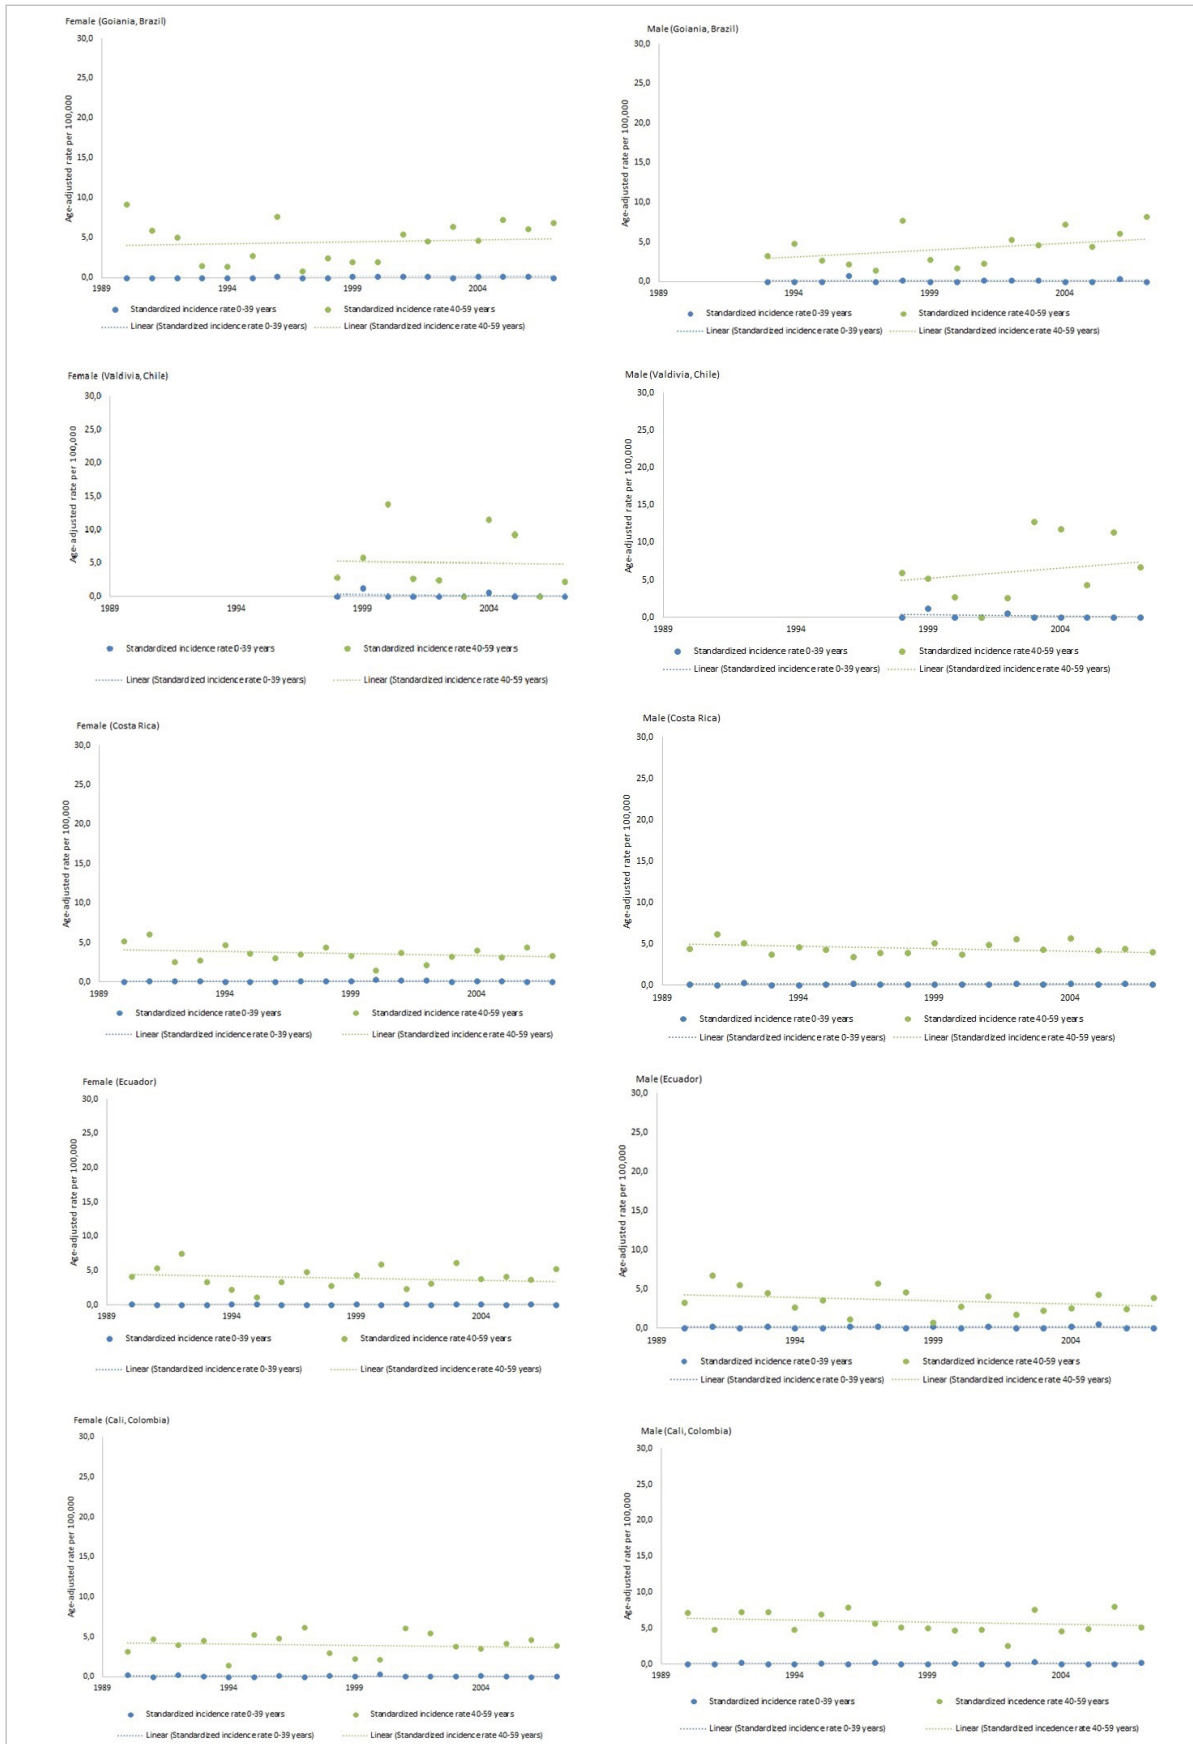 Female (Goiania, Brazil)
Age-adjusted rate per 100,000
30,0
25,0
20,0
15,0
10,0
5,0
0,0
1989 1994 1999 2004
Standardized incidence rate 0-39 years Standardized incidence rate 40-59 years
Linear (Standardized incidence rate 0-39 years) Linear (Standardized incidence rate 40-59 years)
Male (Goiania, Brazil)
Age-adjusted rate per 100,000
30,0
25,0
20,0
15,0
10,0
5,0
0,0
1989 1994 1999 2004
Standardized incidence rate 0-39 years Standardized incidence rate 40-59 years
Linear (Standardized incidence rate 0-39 years) Linear (Standardized incidence rate 40-59 years)
Female (Valdivia, Chile)
Age-adjusted rate per 100,000
30,0
25,0
20,0
15,0
10,0
5,0
0,0
1989 1994 1999 2004
Standardized incidence rate 0-39 years Standardized incidence rate 40-59 years
Linear (Standardized incidence rate 0-39 years) Linear (Standardized incidence rate 40-59 years)
Male (Valdivia, Chile)
Age-adjusted rate per 100,000
30,0
25,0
20,0
15,0
10,0
5,0
0,0
1989 1994 1999 2004
Standardized incidence rate 0-39 years Standardized incidence rate 40-59 years
Linear (Standardized incidence rate 0-39 years) Linear (Standardized incidence rate 40-59 years)
Female (Costa Rica)
Age-adjusted rate per 100,000
30,0
25,0
20,0
15,0
10,0
5,0
0,0
1989 1994 1999 2004
Standardized incidence rate 0-39 years Standardized incidence rate 40-59 years
Linear (Standardized incidence rate 0-39 years) Linear (Standardized incidence rate 40-59 years)
Male (Costa Rica)
Age-adjusted rate per 100,000
30,0
25,0
20,0
15,0
10,0
5,0
0,0
1989 1994 1999 2004
Standardized incidence rate 0-39 years Standardized incidence rate 40-59 years
Linear (Standardized incidence rate 0-39 years) Linear (Standardized incidence rate 40-59 years)
Female (Ecuador)
Age-adjusted rate per 100,000
30,0
25,0
20,0
15,0
10,0
5,0
0,0
1989 1994 1999 2004
Standardized incidence rate 0-39 years Standardized incidence rate 40-59 years
Linear (Standardized incidence rate 0-39 years) Linear (Standardized incidence rate 40-59 years)
Male (Ecuador)
Age-adjusted rate per 100,000
30,0
25,0
20,0
15,0
10,0
5,0
0,0
1989 1994 1999 2004
Standardized incidence rate 0-39 years Standardized incidence rate 40-59 years
Linear (Standardized incidence rate 0-39 years) Linear (Standardized incidence rate 40-59 years)
Female (Cali, Colombia)
Age-adjusted rate per 100,000
30,0
25,0
20,0
15,0
10,0
5,0
0,0
1989 1994 1999 2004
Standardized incidence rate 0-39 years Standardized incidence rate 40-59 years
Linear (Standardized incidence rate 0-39 years) Linear (Standardized incidence rate 40-59 years)
Male (Cali, Colombia)
Age-adjusted rate per 100,000
30,0
25,0
20,0
15,0
10,0
5,0
0,0
1989 1994 1999 2004
Standardized incidence rate 0-39 years Standardized incedence rate 40-59 years
Linear (Standardized incidence rate 0-39 years) Linear (Standardized incedence rate 40-59 years)